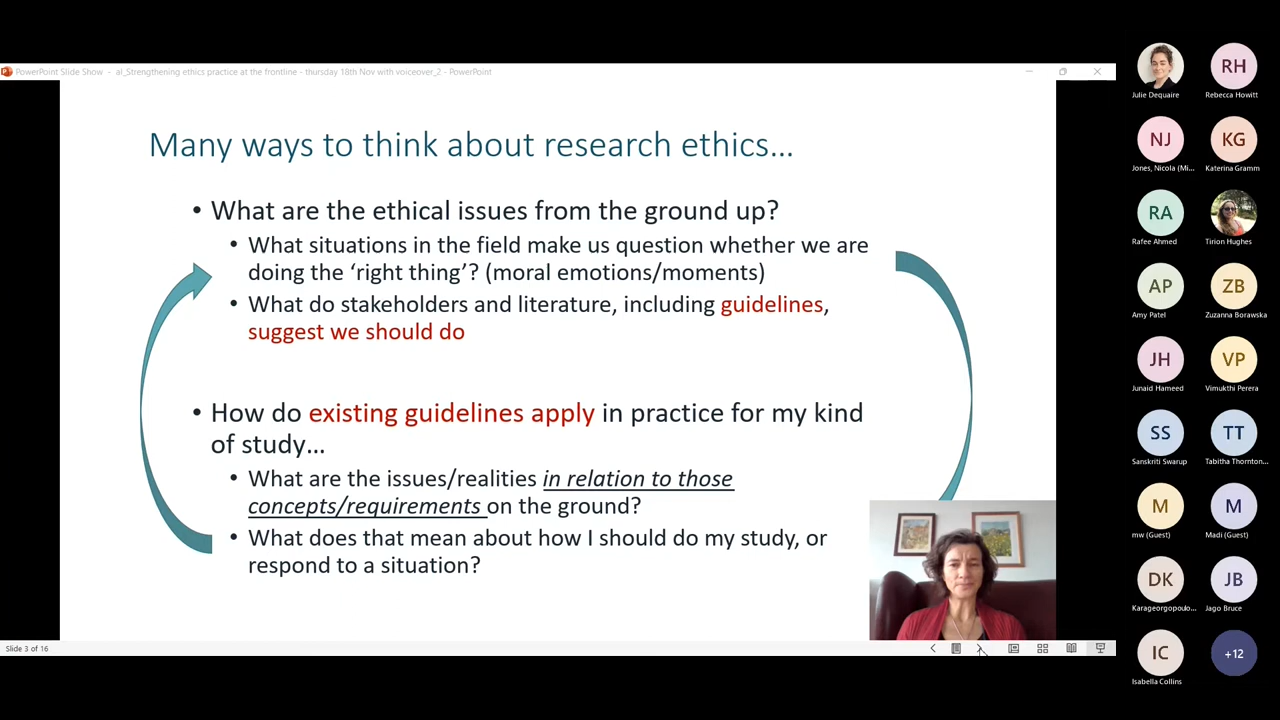 PowerPoint Slide Show - al_Strengthening ethics practice at the frontline - thursday 18th Nov with voiceover_2 - PowerPoint
Many ways to think about research ethics…
• What are the ethical issues from the ground up?
• What situations in the field make us question whether we are
doing the ‘right thing’? (moral emotions/moments)
• What do stakeholders and literature, including guidelines,
suggest we should do
• How do existing guidelines apply in practice for my kind
of study…
• What are the issues/realities in relation to those
concepts/requirements on the ground?
• What does that mean about how I should do my study, or
respond to a situation?
Slide 3 of 16
Julie Dequaire
RH
Rebecca Howitt
NJ
Jones, Nicola (Mi...
KG
Katerina Gramm
RA
Rafee Ahmed
Tirion Hughes
AP
Amy Patel
ZB
Zuzanna Borawska
JH
Junaid Hameed
VP
Vimukthi Perera
SS
Sanskriti Swarup
TT
Tabitha Thornton...
M
mw (Guest)
M
Madi (Guest)
DK
Karageorgopoulo...
JB
Jago Bruce
IC
Isabella Collins
+12